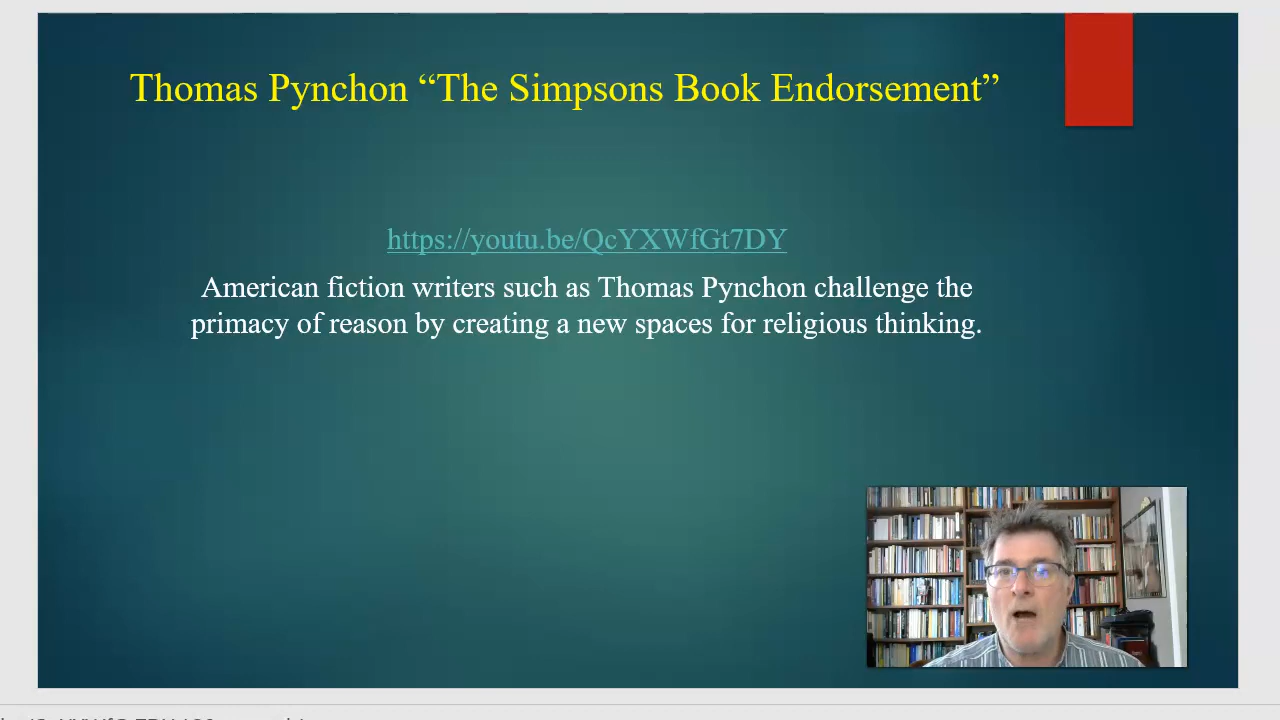 Thomas Pynchon “The Simpsons Book Endorsement”
https://youtu.be/QcYXWfGt7DY
American fiction writers such as Thomas Pynchon challenge the
primacy of reason by creating a new spaces for religious thinking.